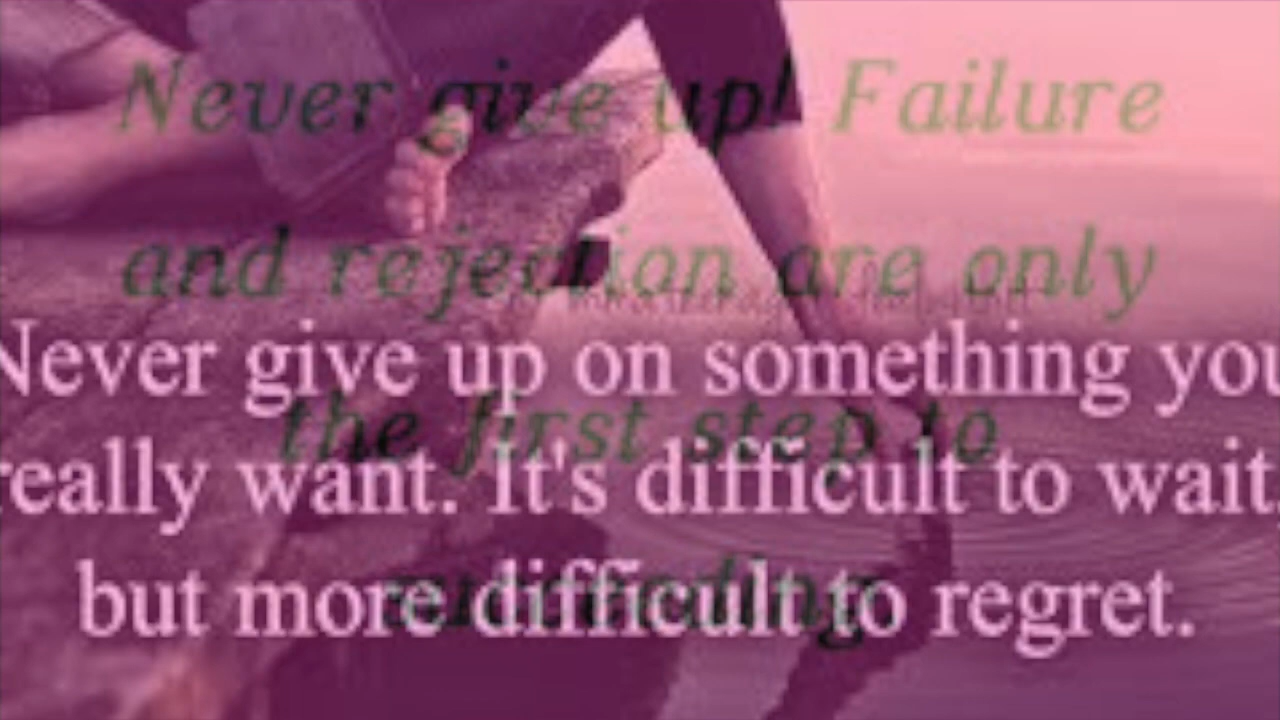 Never give up! Failure
and rejection are only
Never give up on something you
the first step to
really want. It's difficult to wait,
but more difficult to regret.
succeeding